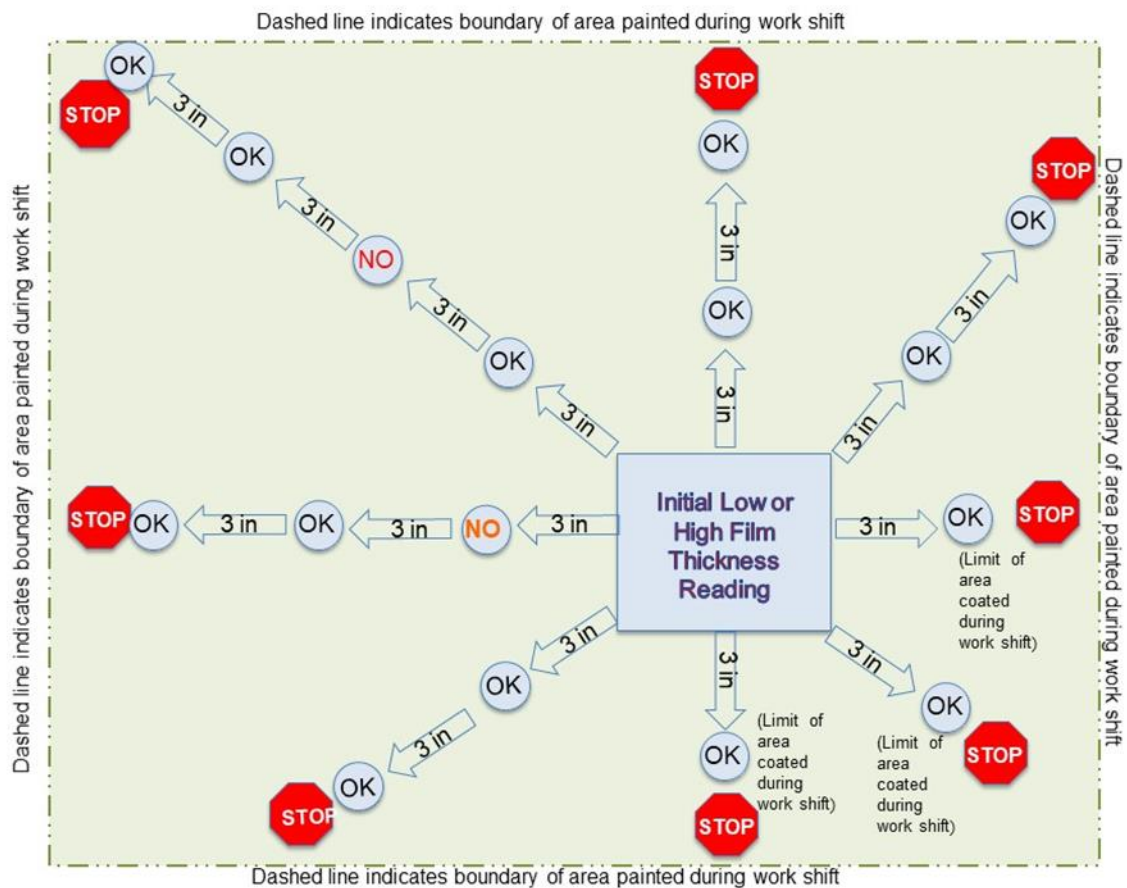 Dashed line indicates boundary of area painted during work shift
OK
STOP
3 in
OK
3 in
NO
3 in
OK
3 in
STOP
OK
3 in
OK
3 in
STOP
OK
3 in
OK
3 in
Dashed line indicates boundary of area painted during work shift
Dashed line indicates boundary of area painted during work shift
Initial Low or
High Film
Thickness
Reading
STOP
OK
3 in
OK
3 in
NO
3 in
3 in
OK
STOP
(Limit of
area
coated
during
work shift)
3 in
OK
3 in
OK
STOP
3 in
OK
(Limit of
area
coated
during
work shift)
STOP
3 in
OK
STOP
(Limit of
area
coated
during
work shift)
Dashed line indicates boundary of area painted during work shift